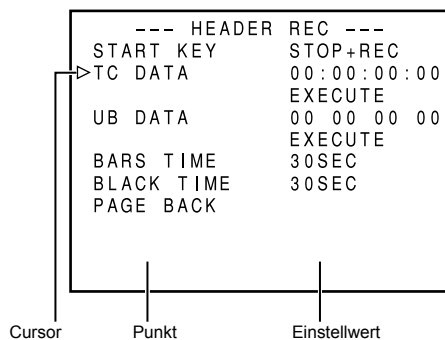 --- HEADER REC ---
START KEY STOP+REC
▷TC DATA 00:00:00:00
EXECUTE
UB DATA 00 00 00 00
EXECUTE
BARS TIME 30SEC
BLACK TIME 30SEC
PAGE BACK
Cursor Punkt Einstellwert